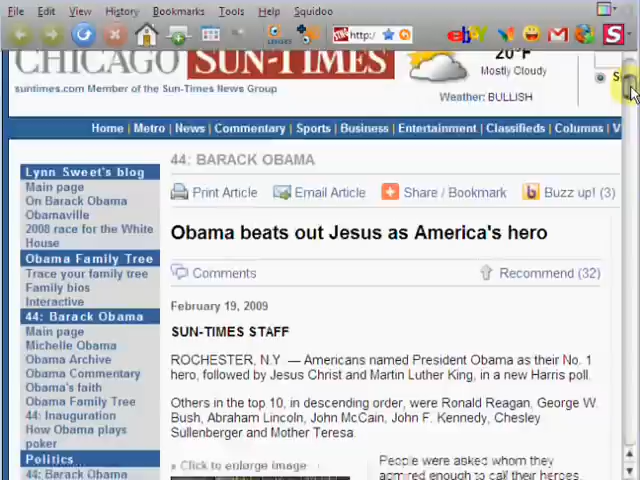 File Edit View History Bookmarks Tools Help Squidoo
http:/
CHICAGO SUN-TIMES
suntimes.com Member of the Sun-Times News Group
20°F
Mostly Cloudy
Weather: BULLISH
Home | Metro | News | Commentary | Sports | Business | Entertainment | Classifieds | Columns | V
Lynn Sweet's blog
Main page
On Barack Obama
Obamaville
2008 race for the White
House
Obama Family Tree
Trace your family tree
Family bios
Interactive
44: Barack Obama
Main page
Michelle Obama
Obama Archive
Obama Commentary
Obama's faith
Obama Family Tree
44: Inauguration
How Obama plays
poker
Politics
44: Barack Obama
44: BARACK OBAMA
Print Article Email Article Share / Bookmark Buzz up! (3)
Obama beats out Jesus as America's hero
Comments Recommend (32)
February 19, 2009
SUN-TIMES STAFF
ROCHESTER, N.Y — Americans named President Obama as their No. 1
hero, followed by Jesus Christ and Martin Luther King, in a new Harris poll.
Others in the top 10, in descending order, were Ronald Reagan, George W.
Bush, Abraham Lincoln, John McCain, John F. Kennedy, Chesley
Sullenberger and Mother Teresa.
Click to enlarge image
People were asked whom they
admired enough to call their heroes.